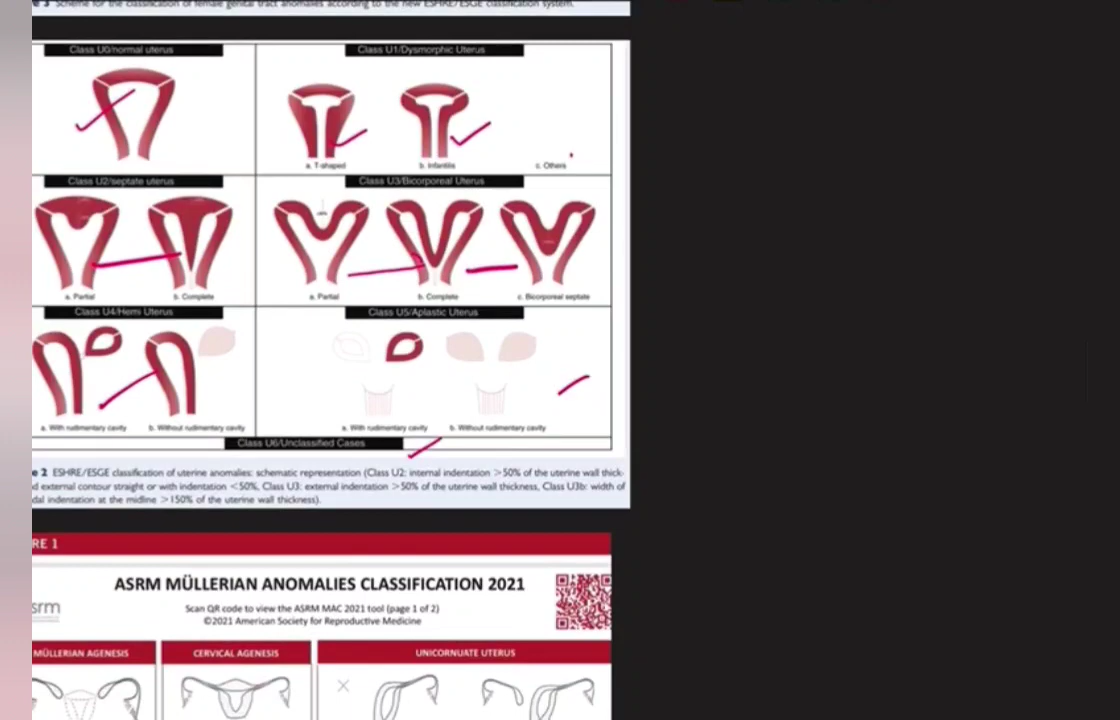 e 3 Scheme for the classification of female genital tract anomalies according to the new ESHRE/ESGE classification system.
Class U0/normal uterus
Class U1/Dysmorphic Uterus
a. T-shaped
b. Infantilis
c. Others
Class U2/septate uterus
Class U3/Bicorporeal Uterus
a. Partial
b. Complete
a. Partial
b. Complete
c. Bicorporeal septate
Class U4/Hemi Uterus
Class U5/Aplastic Uterus
a. With rudimentary cavity
b. Without rudimentary cavity
a. With rudimentary cavity
b. Without rudimentary cavity
Class U6/Unclassified Cases
e 2 ESHRE/ESGE classification of uterine anomalies: schematic representation (Class U2: internal indentation >50% of the uterine wall thick-
d external contour straight or with indentation <50%, Class U3: external indentation >50% of the uterine wall thickness, Class U3b: width of
dal indentation at the midline >150% of the uterine wall thickness).
RE 1
ASRM MÜLLERIAN ANOMALIES CLASSIFICATION 2021
srm
Scan QR code to view the ASRM MAC 2021 tool (page 1 of 2)
©2021 American Society for Reproductive Medicine
MÜLLERIAN AGENESIS
CERVICAL AGENESIS
UNICORNUATE UTERUS